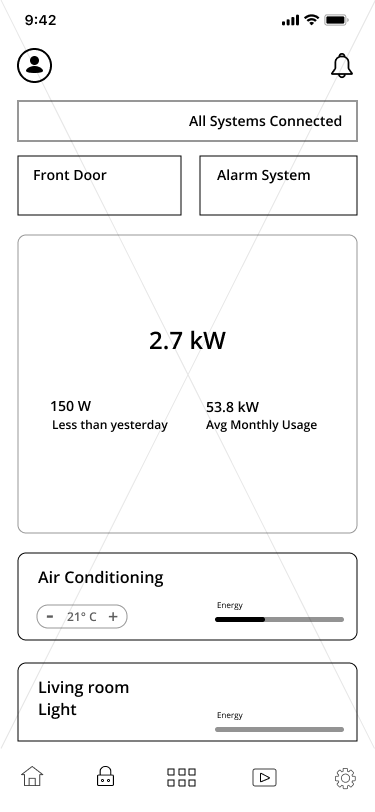 9:42
All Systems Connected
Front Door
Alarm System
2.7 kW
150 W
Less than yesterday
53.8 kW
Avg Monthly Usage
Air Conditioning
- 21° C +
Energy
Living room
Light
Energy